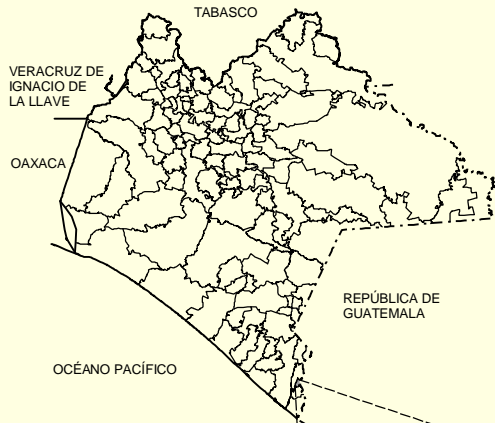 TABASCO
VERACRUZ DE
IGNACIO DE
LA LLAVE
OAXACA
REPÚBLICA DE
GUATEMALA
OCÉANO PACÍFICO